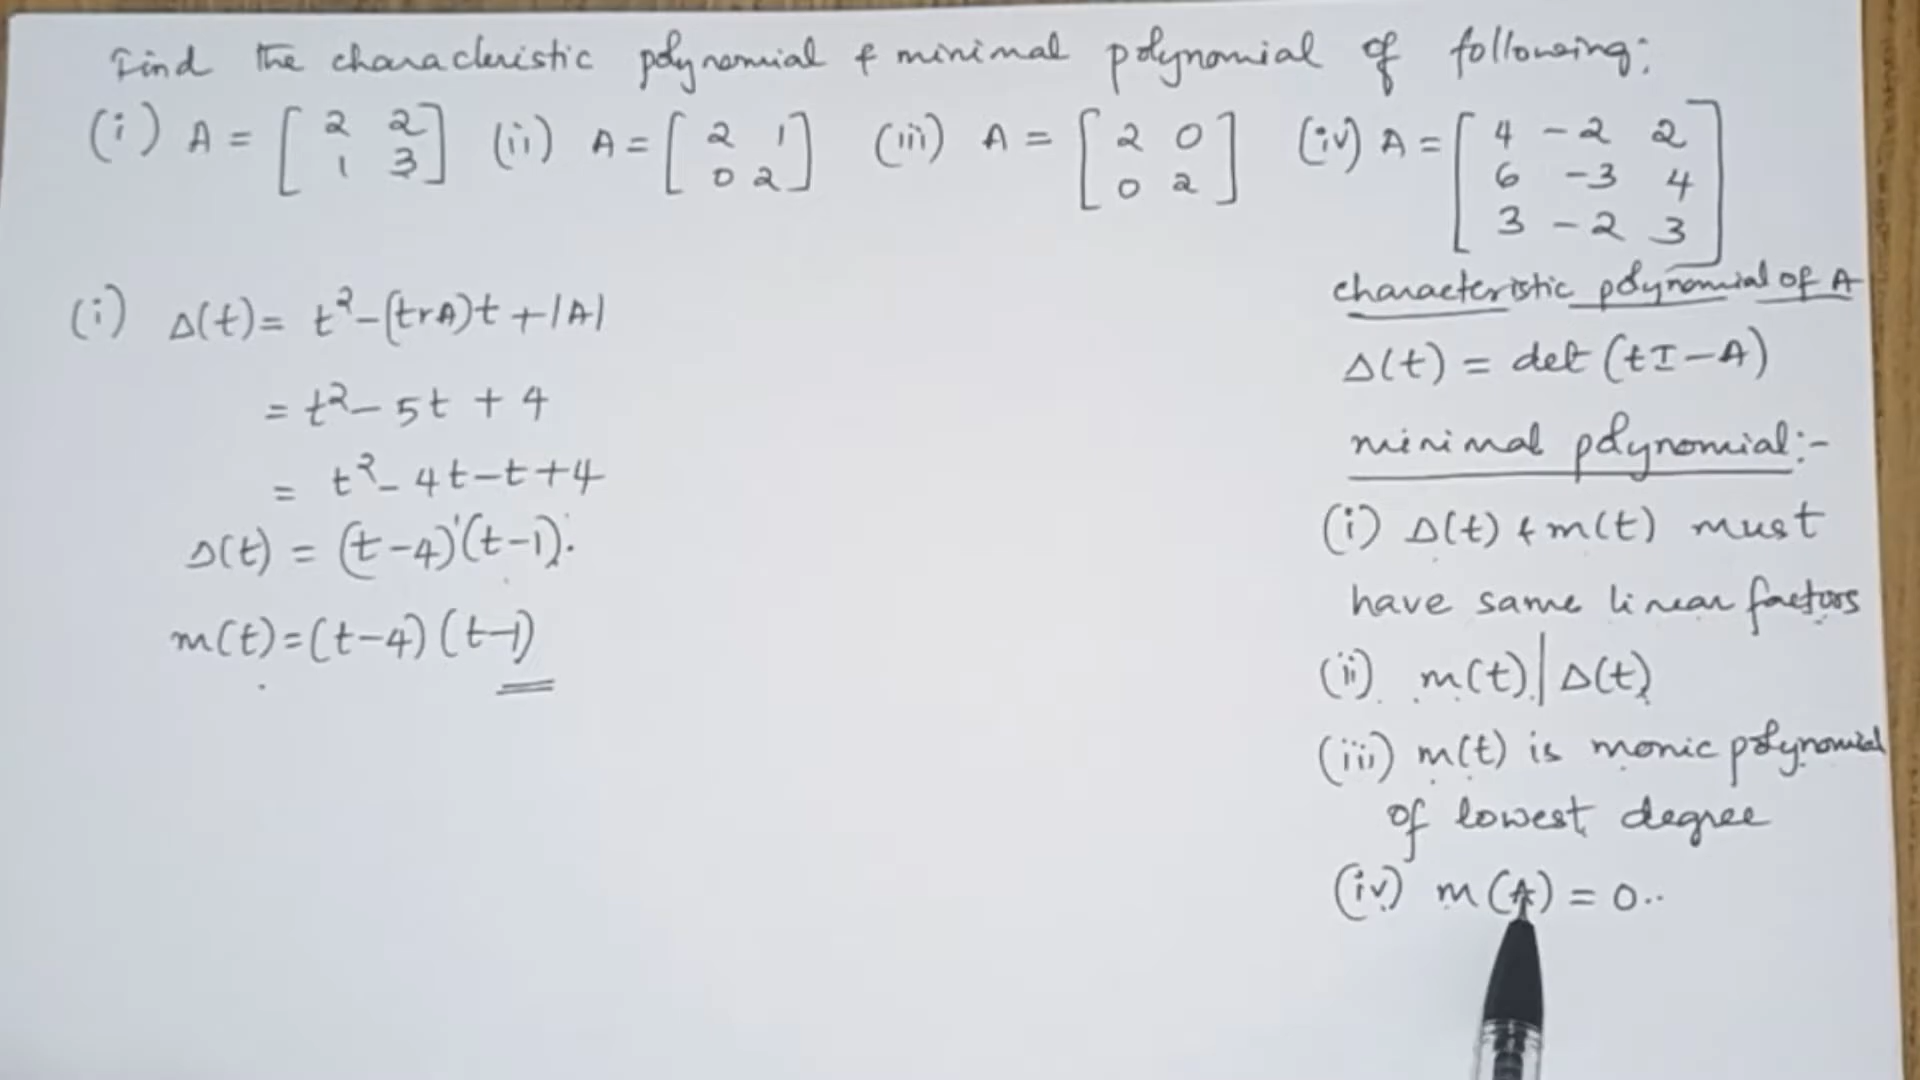 Find the characteristic polynomial & minimal polynomial of following:
(i) A = [ 2 2 ; 1 3 ] (ii) A = [ 2 1 ; 0 2 ] (iii) A = [ 2 0 ; 0 2 ] (iv) A = [ 4 -2 2 ; 6 -3 4 ; 3 -2 3 ]
(i) Δ(t) = t² - (trA)t + |A|
= t² - 5t + 4
= t² - 4t - t + 4
Δ(t) = (t-4)'(t-1).
m(t) = (t-4)(t-1)
characteristic polynomial of A
Δ(t) = det (tI - A)
minimal polynomial:-
(i) Δ(t) & m(t) must
have same linear factors
(ii) m(t) | Δ(t)
(iii) m(t) is monic polynomial
of lowest degree
(iv) m(A) = 0..